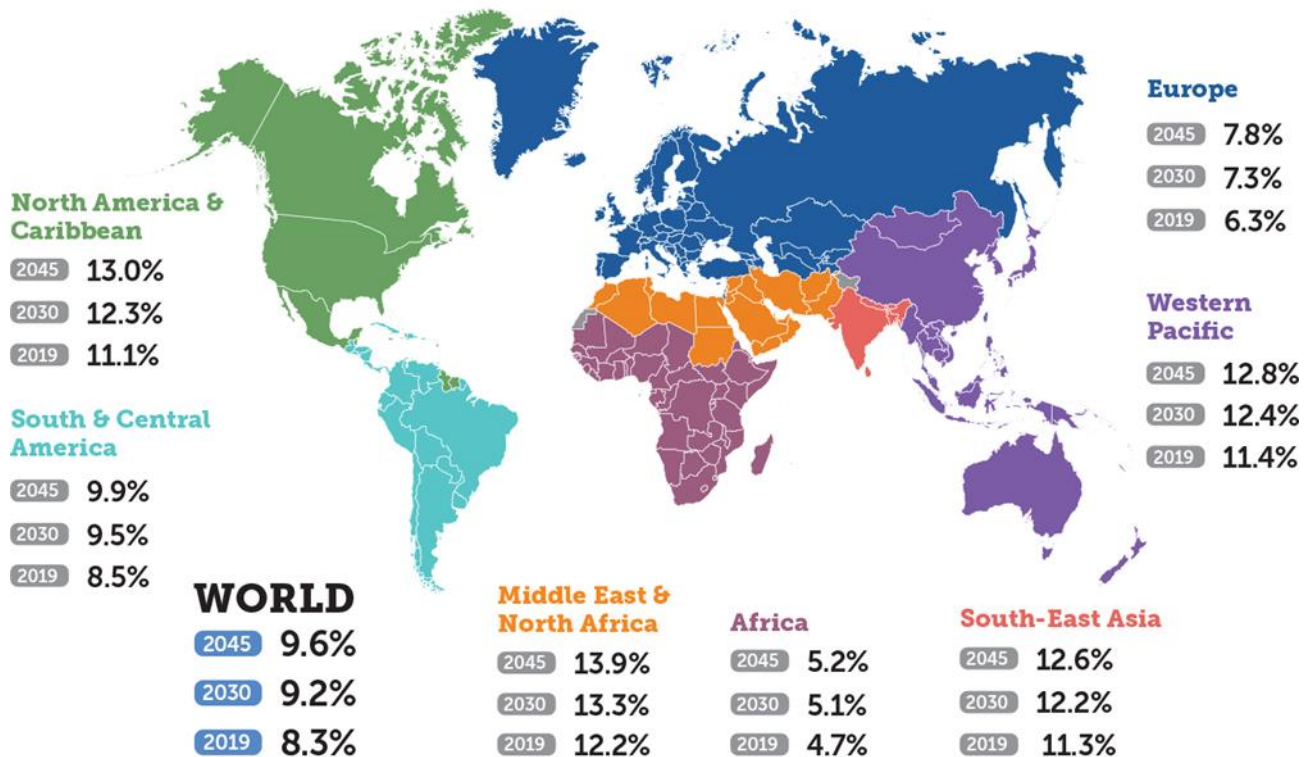 North America &
Caribbean
2045 13.0%
2030 12.3%
2019 11.1%
South & Central
America
2045 9.9%
2030 9.5%
2019 8.5%
WORLD
2045 9.6%
2030 9.2%
2019 8.3%
Middle East &
North Africa
2045 13.9%
2030 13.3%
2019 12.2%
Africa
2045 5.2%
2030 5.1%
2019 4.7%
South-East Asia
2045 12.6%
2030 12.2%
2019 11.3%
Europe
2045 7.8%
2030 7.3%
2019 6.3%
Western
Pacific
2045 12.8%
2030 12.4%
2019 11.4%